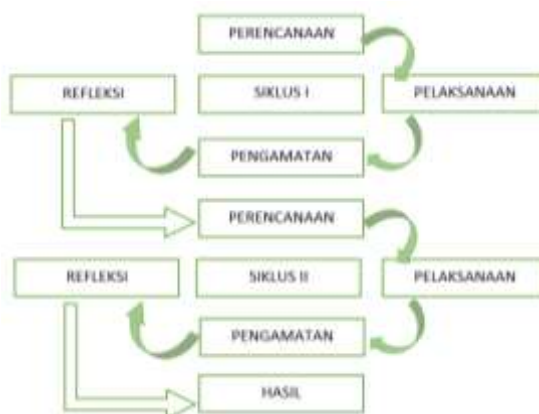 PERENCANAAN
REFLEKSI
SIKLUS I
PELAKSANAAN
PENGAMATAN
PERENCANAAN
REFLEKSI
SIKLUS II
PELAKSANAAN
PENGAMATAN
HASIL